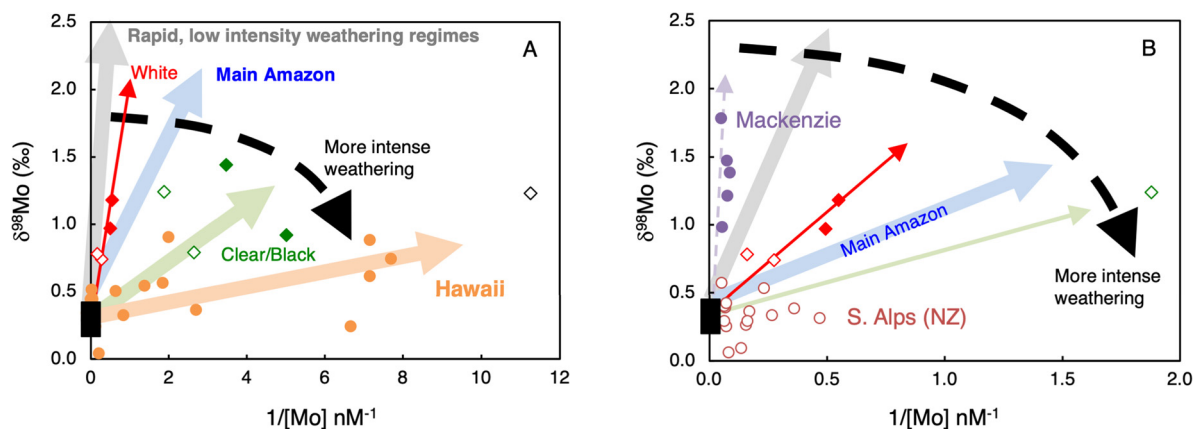 2.5
2.0
1.5
1.0
0.5
0.0
δ⁹⁸Mo (‰)
Rapid, low intensity weathering regimes
A
White
Main Amazon
More intense
weathering
Clear/Black
Hawaii
0
2
4
6
8
10
12
1/[Mo] nM⁻¹
2.5
2.0
1.5
1.0
0.5
0.0
δ⁹⁸Mo (‰)
B
Mackenzie
Main Amazon
More intense
weathering
S. Alps (NZ)
0.0
0.5
1.0
1.5
2.0
1/[Mo] nM⁻¹